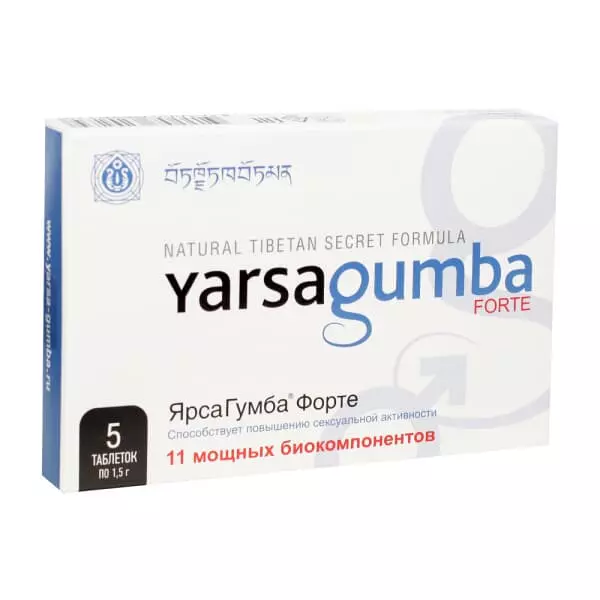 NATURAL TIBETAN SECRET FORMULA
Yarsagumba
FORTE
ЯрсаГумба® Форте
Способствует повышению сексуальной активности
11 мощных биокомпонентов
5
ТАБЛЕТОК
ПО 1,5 г
www.yarsa-gumba.ru